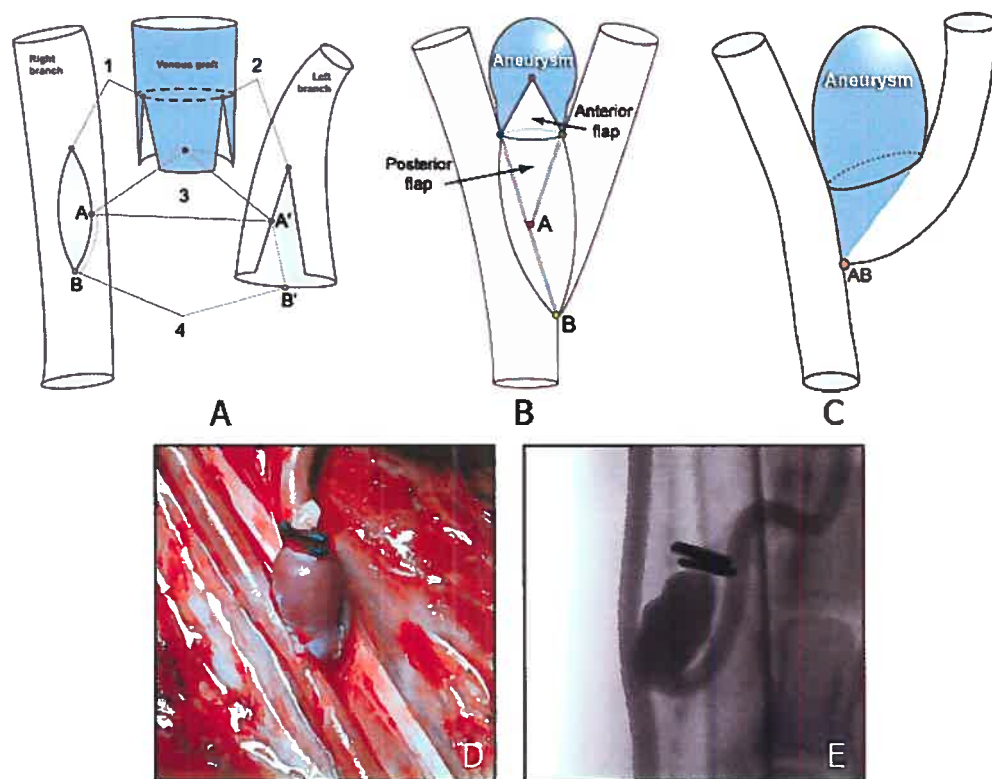 Right
branch
1
Venous graft
2
Left
branch
3
A
A'
B
B'
4
A
Aneurysm
Anterior
flap
Posterior
flap
A
B
B
Aneurysm
AB
C
D
E